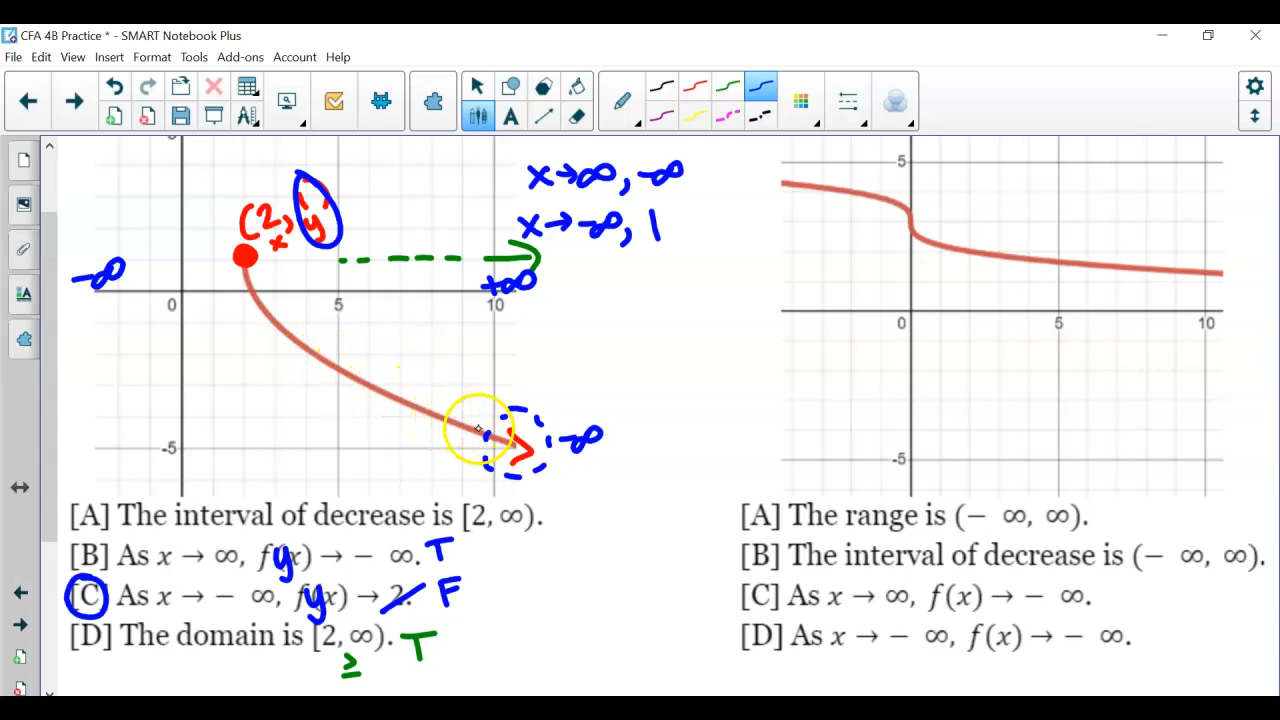 CFA 4B Practice * - SMART Notebook Plus
File Edit View Insert Format Tools Add-ons Account Help
x→∞, -∞
x→-∞, 1
(2, y)
x
-∞
+∞
0 5 10
-5
-∞
[A] The interval of decrease is [2, ∞).
[B] As x → ∞, f(x) → − ∞. T
y
[C] As x → − ∞, f(x) → 2. F
y
[D] The domain is [2, ∞). T
≥
5
0 5 10
-5
[A] The range is (− ∞, ∞).
[B] The interval of decrease is (− ∞, ∞).
[C] As x → ∞, f(x) → − ∞.
[D] As x → − ∞, f(x) → − ∞.